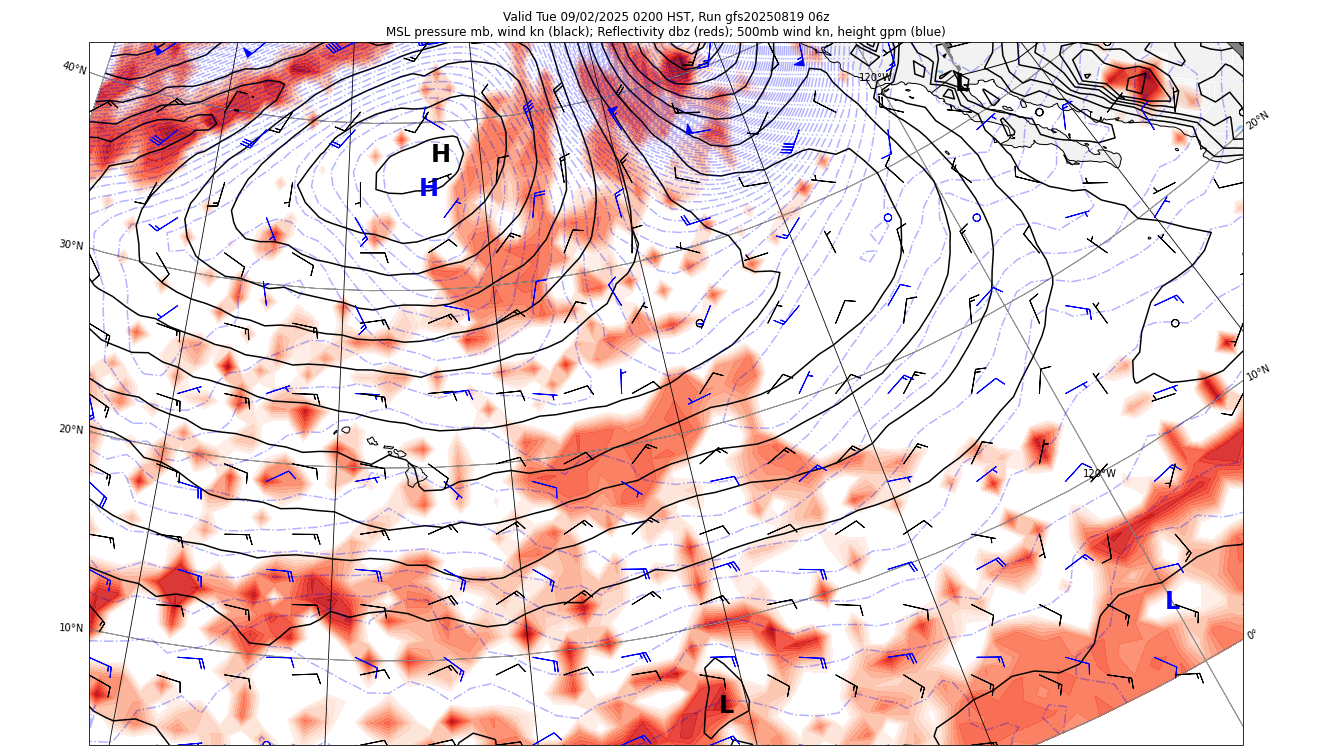 Valid Tue 09/02/2025 0200 HST, Run gfs20250819 06z
MSL pressure mb, wind kn (black); Reflectivity dbz (reds); 500mb wind kn, height gpm (blue)
40°N
120°W
L
20°N
H
H
30°N
10°N
20°N
120°W
L
10°N
0°
L